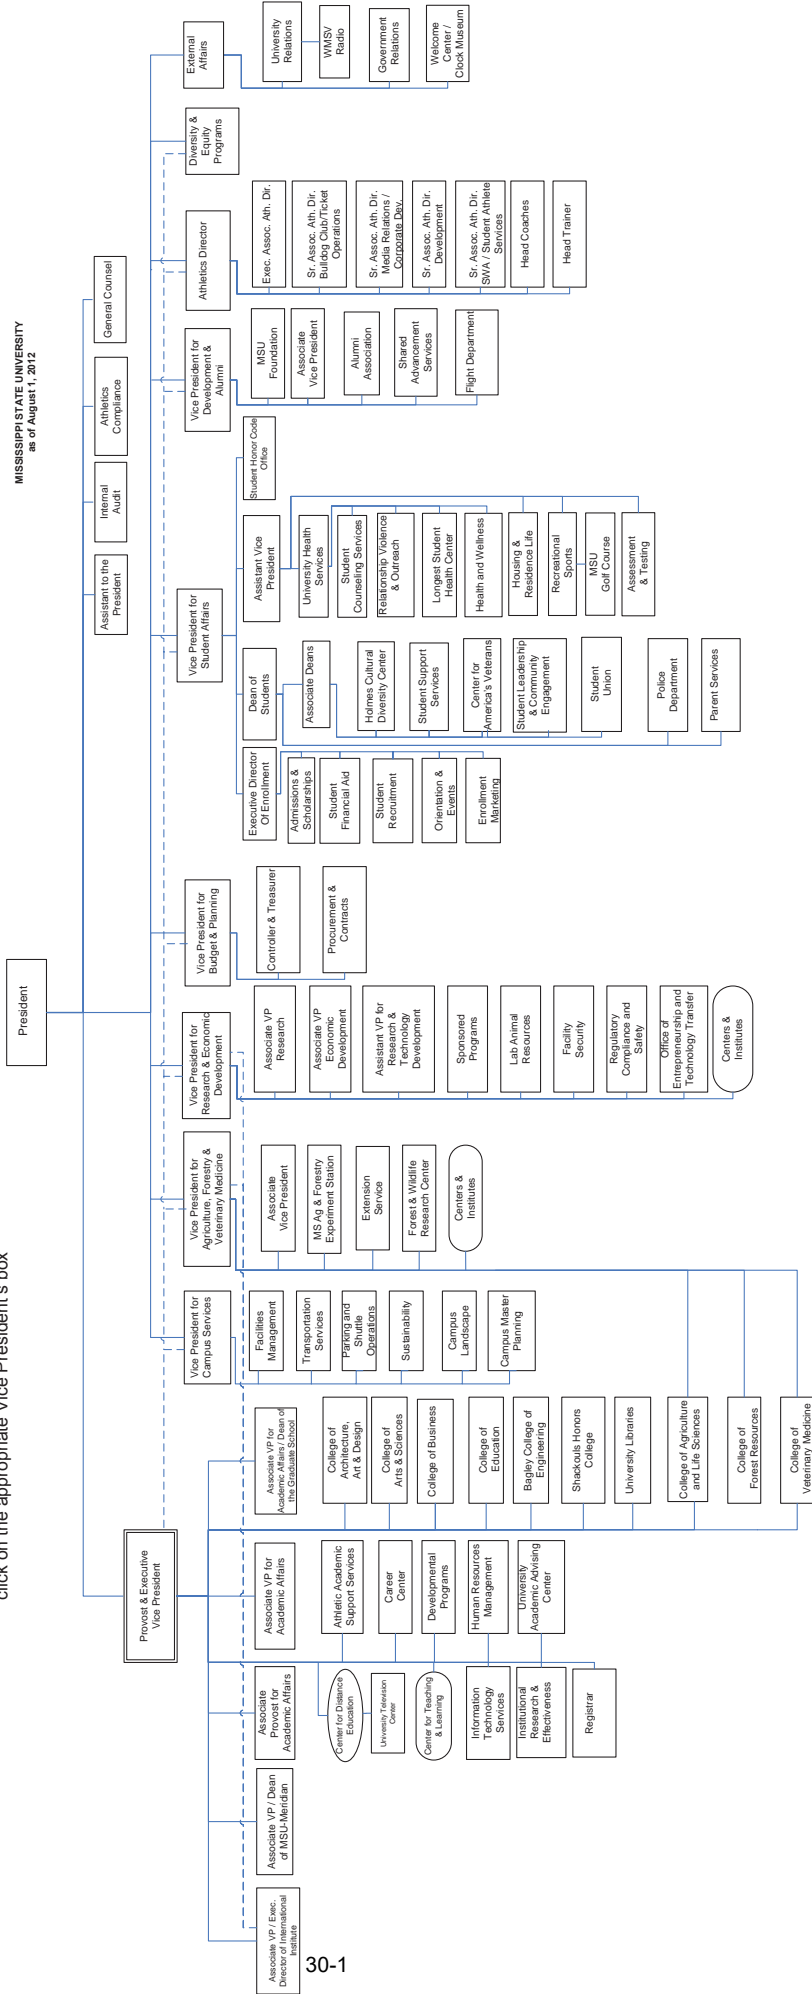 click on the appropriate Vice President's box
MISSISSIPPI STATE UNIVERSITY
as of August 1, 2012
President
Assistant to the
President
Internal
Audit
Athletics
Compliance
General Counsel
Provost & Executive
Vice President
Vice President for
Campus Services
Vice President for
Agriculture, Forestry &
Veterinary Medicine
Vice President for
Research & Economic
Development
Vice President for
Budget & Planning
Vice President for
Student Affairs
Vice President for
Development &
Alumni
Athletics Director
Diversity &
Equity
Programs
External
Affairs
Associate VP / Exec.
Director of International
Institute
Associate VP / Dean
of MSU-Meridian
Associate
Provost for
Academic Affairs
Associate VP for
Academic Affairs
Associate VP for
Academic Affairs / Dean of
the Graduate School
Center for Distance
Education
University Television
Center
Center for Teaching
& Learning
Information
Technology
Services
Institutional
Research &
Effectiveness
Registrar
Athletic Academic
Support Services
Career
Center
Developmental
Programs
Human Resources
Management
University
Academic Advising
Center
College of
Architecture,
Art & Design
College of
Arts & Sciences
College of Business
College of
Education
Bagley College of
Engineering
Shackouls Honors
College
University Libraries
College of Agriculture
and Life Sciences
College of
Forest Resources
College of
Veterinary Medicine
Facilities
Management
Transportation
Services
Parking and
Shuttle
Operations
Sustainability
Campus
Landscape
Campus Master
Planning
Associate
Vice President
MS Ag & Forestry
Experiment Station
Extension
Service
Forest & Wildlife
Research Center
Centers &
Institutes
Associate VP
Research
Associate VP
Economic
Development
Assistant VP for
Research &
Technology
Development
Sponsored
Programs
Lab Animal
Resources
Facility
Security
Regulatory
Compliance and
Safety
Office of
Entrepreneurship and
Technology Transfer
Centers &
Institutes
Controller & Treasurer
Procurement &
Contracts
Executive Director
Of Enrollment
Admissions &
Scholarships
Student
Financial Aid
Student
Recruitment
Orientation &
Events
Enrollment
Marketing
Dean of
Students
Associate Deans
Holmes Cultural
Diversity Center
Student Support
Services
Center for
America's Veterans
Student Leadership
& Community
Engagement
Student
Union
Police
Department
Parent Services
Assistant Vice
President
University Health
Services
Student
Counseling Services
Relationship Violence
& Outreach
Longest Student
Health Center
Health and Wellness
Housing &
Residence Life
Recreational
Sports
MSU
Golf Course
Assessment
& Testing
Student Honor Code
Office
MSU
Foundation
Associate
Vice President
Alumni
Association
Shared
Advancement
Services
Flight Department
Exec. Assoc. Ath. Dir.
Sr. Assoc. Ath. Dir.
Bulldog Club/Ticket
Operations
Sr. Assoc. Ath. Dir.
Media Relations /
Corporate Dev.
Sr. Assoc. Ath. Dir.
Development
Sr. Assoc. Ath. Dir.
SWA / Student Athlete
Services
Head Coaches
Head Trainer
University
Relations
WMSV
Radio
Government
Relations
Welcome
Center /
Clock Museum
30-1